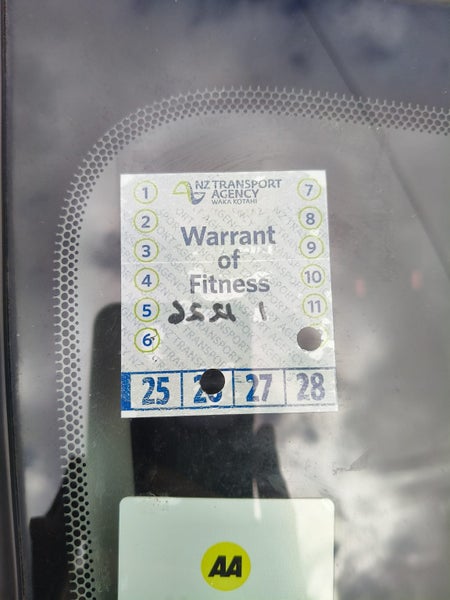 NZ TRANSPORT
AGENCY
WAKA KOTAHI
1 7
2 8
3 9
4 10
5 11
6
Warrant
of
Fitness
25 26 27 28
AA